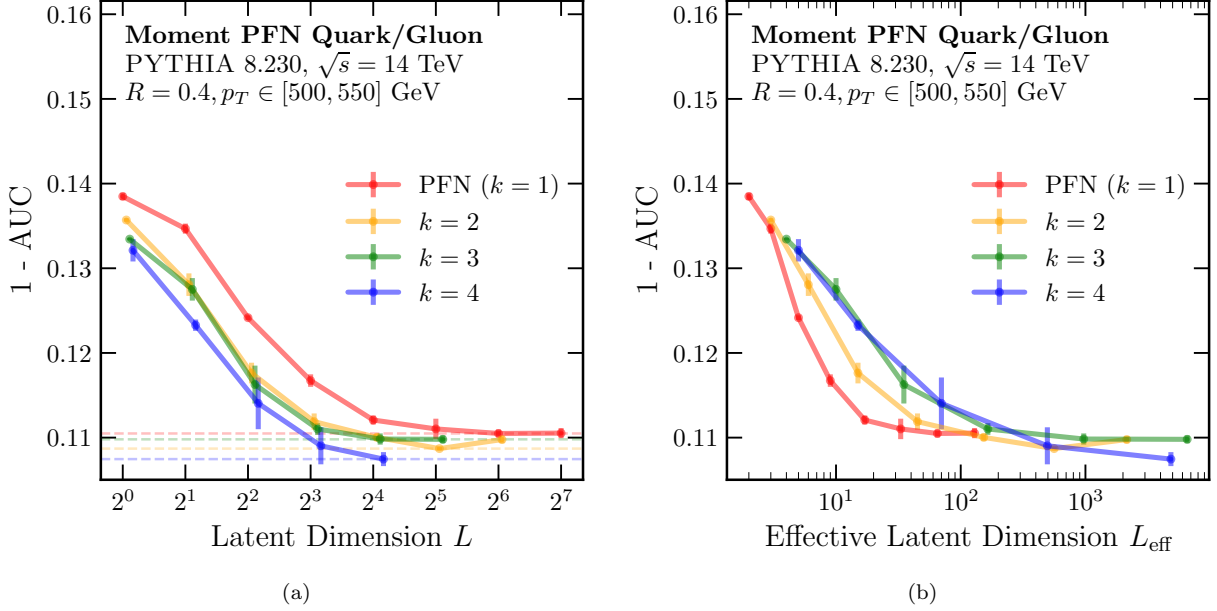 Moment PFN Quark/Gluon
PYTHIA 8.230, √s = 14 TeV
R = 0.4, p_T ∈ [500, 550] GeV
PFN (k = 1)
k = 2
k = 3
k = 4
1 - AUC
0.16
0.15
0.14
0.13
0.12
0.11
2^0 2^1 2^2 2^3 2^4 2^5 2^6 2^7
Latent Dimension L
(a)
Moment PFN Quark/Gluon
PYTHIA 8.230, √s = 14 TeV
R = 0.4, p_T ∈ [500, 550] GeV
PFN (k = 1)
k = 2
k = 3
k = 4
1 - AUC
0.16
0.15
0.14
0.13
0.12
0.11
10^1 10^2 10^3
Effective Latent Dimension L_eff
(b)